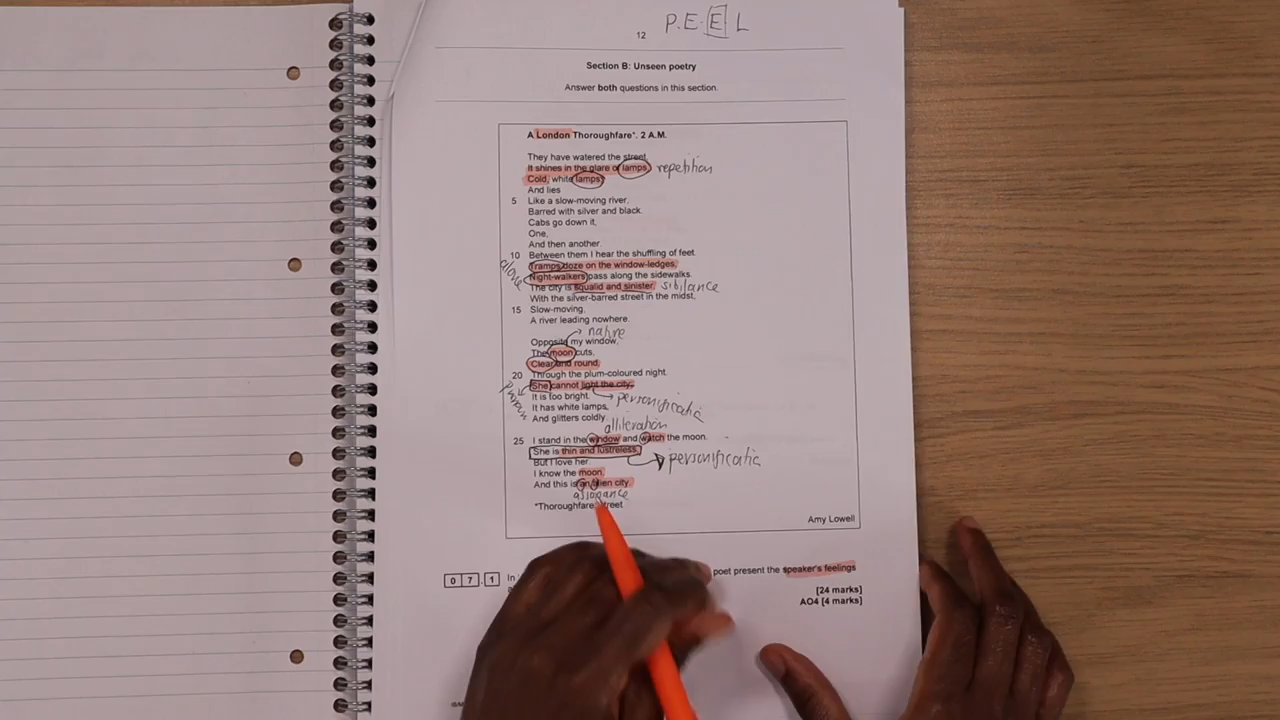 P.E.E L
12
Section B: Unseen poetry
Answer both questions in this section.
A London Thoroughfare*. 2 A.M.
They have watered the street,
It shines in the glare of lamps, repetition
Cold, white lamps,
And lies
5 Like a slow-moving river,
Barred with silver and black.
Cabs go down it,
One,
And then another.
10 Between them I hear the shuffling of feet.
alone
Tramps doze on the window-ledges,
Night-walkers pass along the sidewalks.
The city is squalid and sinister, sibilance
With the silver-barred street in the midst,
15 Slow-moving,
A river leading nowhere.
nature
Opposite my window,
The moon cuts,
Clear and round,
20 Through the plum-coloured night.
She cannot light the city;
It is too bright. personificatio
It has white lamps,
And glitters coldly.
alliteration
25 I stand in the window and watch the moon.
She is thin and lustreless,
personificatio
But I love her.
I know the moon,
And this is an alien city.
assonance
*Thoroughfare street
Amy Lowell
0 7 . 1 In poet present the speaker's feelings
[24 marks]
AO4 [4 marks]